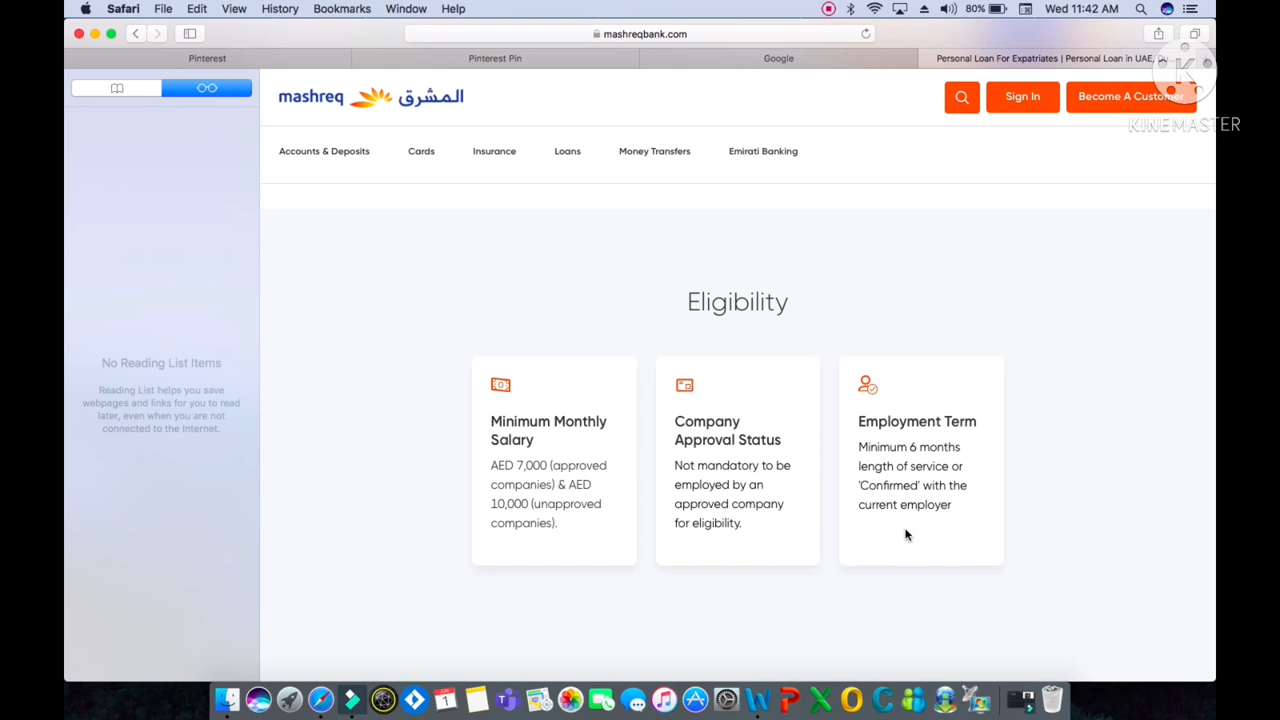 Safari File Edit View History Bookmarks Window Help 80% Wed 11:42 AM
mashreqbank.com
Pinterest Pinterest Pin Google Personal Loan For Expatriates | Personal Loan in UAE,
mashreq المشرق Sign In Become A Customer
KINEMASTER
Accounts & Deposits Cards Insurance Loans Money Transfers Emirati Banking
Eligibility
Minimum Monthly
Salary
AED 7,000 (approved
companies) & AED
10,000 (unapproved
companies).
Company
Approval Status
Not mandatory to be
employed by an
approved company
for eligibility.
Employment Term
Minimum 6 months
length of service or
'Confirmed' with the
current employer
No Reading List Items
Reading List helps you save
webpages and links for you to read
later, even when you are not
connected to the Internet.